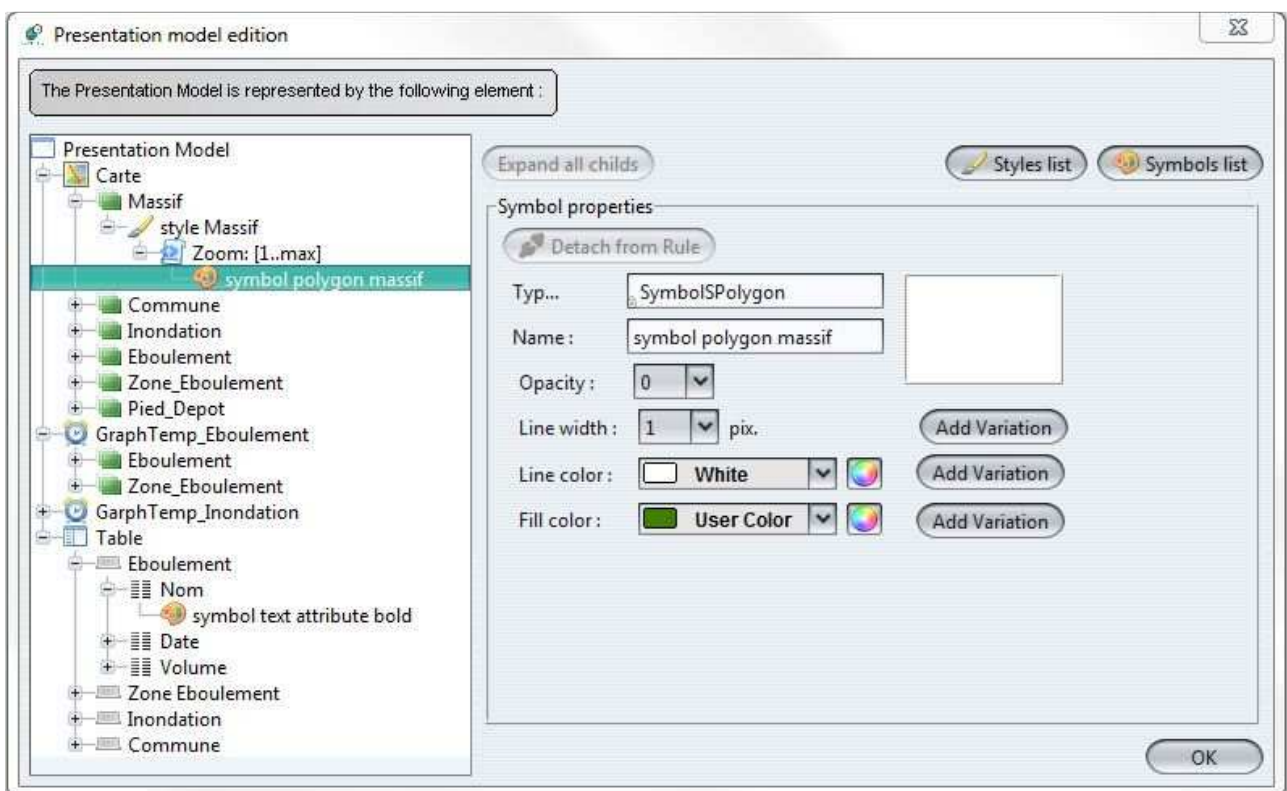 Presentation model edition
The Presentation Model is represented by the following element :
Presentation Model
Carte
Massif
style Massif
Zoom: [1..max]
symbol polygon massif
Commune
Inondation
Eboulement
Zone_Eboulement
Pied_Depot
GraphTemp_Eboulement
Eboulement
Zone_Eboulement
GarphTemp_Inondation
Table
Eboulement
Nom
symbol text attribute bold
Date
Volume
Zone Eboulement
Inondation
Commune
Expand all childs
Styles list
Symbols list
Symbol properties
Detach from Rule
Typ... SymbolSPolygon
Name : symbol polygon massif
Opacity : 0
Line width : 1 pix. Add Variation
Line color : White Add Variation
Fill color : User Color Add Variation
OK